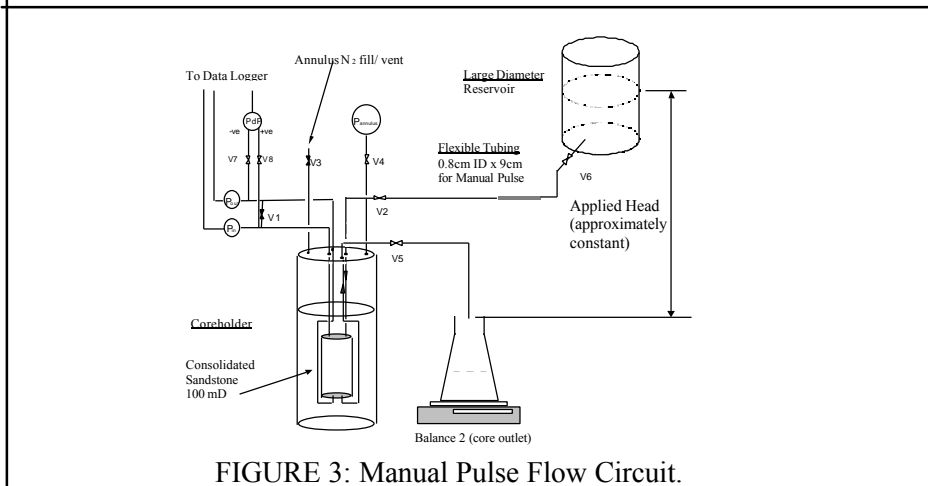 Annulus N2 fill/ vent
To Data Logger
Large Diameter
Reservoir
PdP
-ve
+ve
Pannulus
Flexible Tubing
0.8cm ID x 9cm
for Manual Pulse
V7
V8
V3
V4
V6
V2
V1
V5
Applied Head
(approximately
constant)
Coreholder
Consolidated
Sandstone
100 mD
Balance 2 (core outlet)
FIGURE 3: Manual Pulse Flow Circuit.